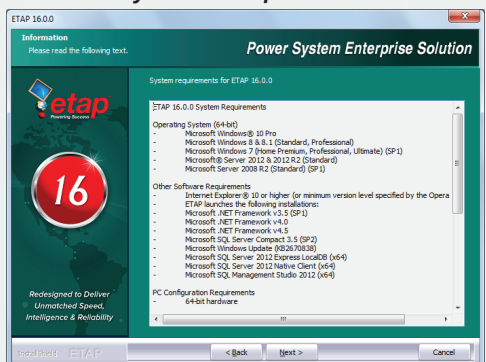 ETAP 16.0.0
Information
Please read the following text.
Power System Enterprise Solution
System requirements for ETAP 16.0.0
etap
Powering Success
16
Redesigned to Deliver
Unmatched Speed,
Intelligence & Reliability
ETAP 16.0.0 System Requirements
Operating System (64-bit)
- Microsoft Windows® 10 Pro
- Microsoft Windows 8 & 8.1 (Standard, Professional)
- Microsoft Windows 7 (Home Premium, Professional, Ultimate) (SP1)
- Microsoft® Server 2012 & 2012 R2 (Standard)
- Microsoft Server 2008 R2 (Standard) (SP1)
Other Software Requirements
- Internet Explorer® 10 or higher (or minimum version level specified by the Opera
- ETAP launches the following installations:
- Microsoft .NET Framework v3.5 (SP1)
- Microsoft .NET Framework v4.0
- Microsoft .NET Framework v4.5
- Microsoft SQL Server Compact 3.5 (SP2)
- Microsoft Windows Update (KB2670838)
- Microsoft SQL Server 2012 Express LocalDB (x64)
- Microsoft SQL Server 2012 Native Client (x64)
- Microsoft SQL Management Studio 2012 (x64)
PC Configuration Requirements
- 64-bit hardware
InstallShield ETAP
< Back
Next >
Cancel